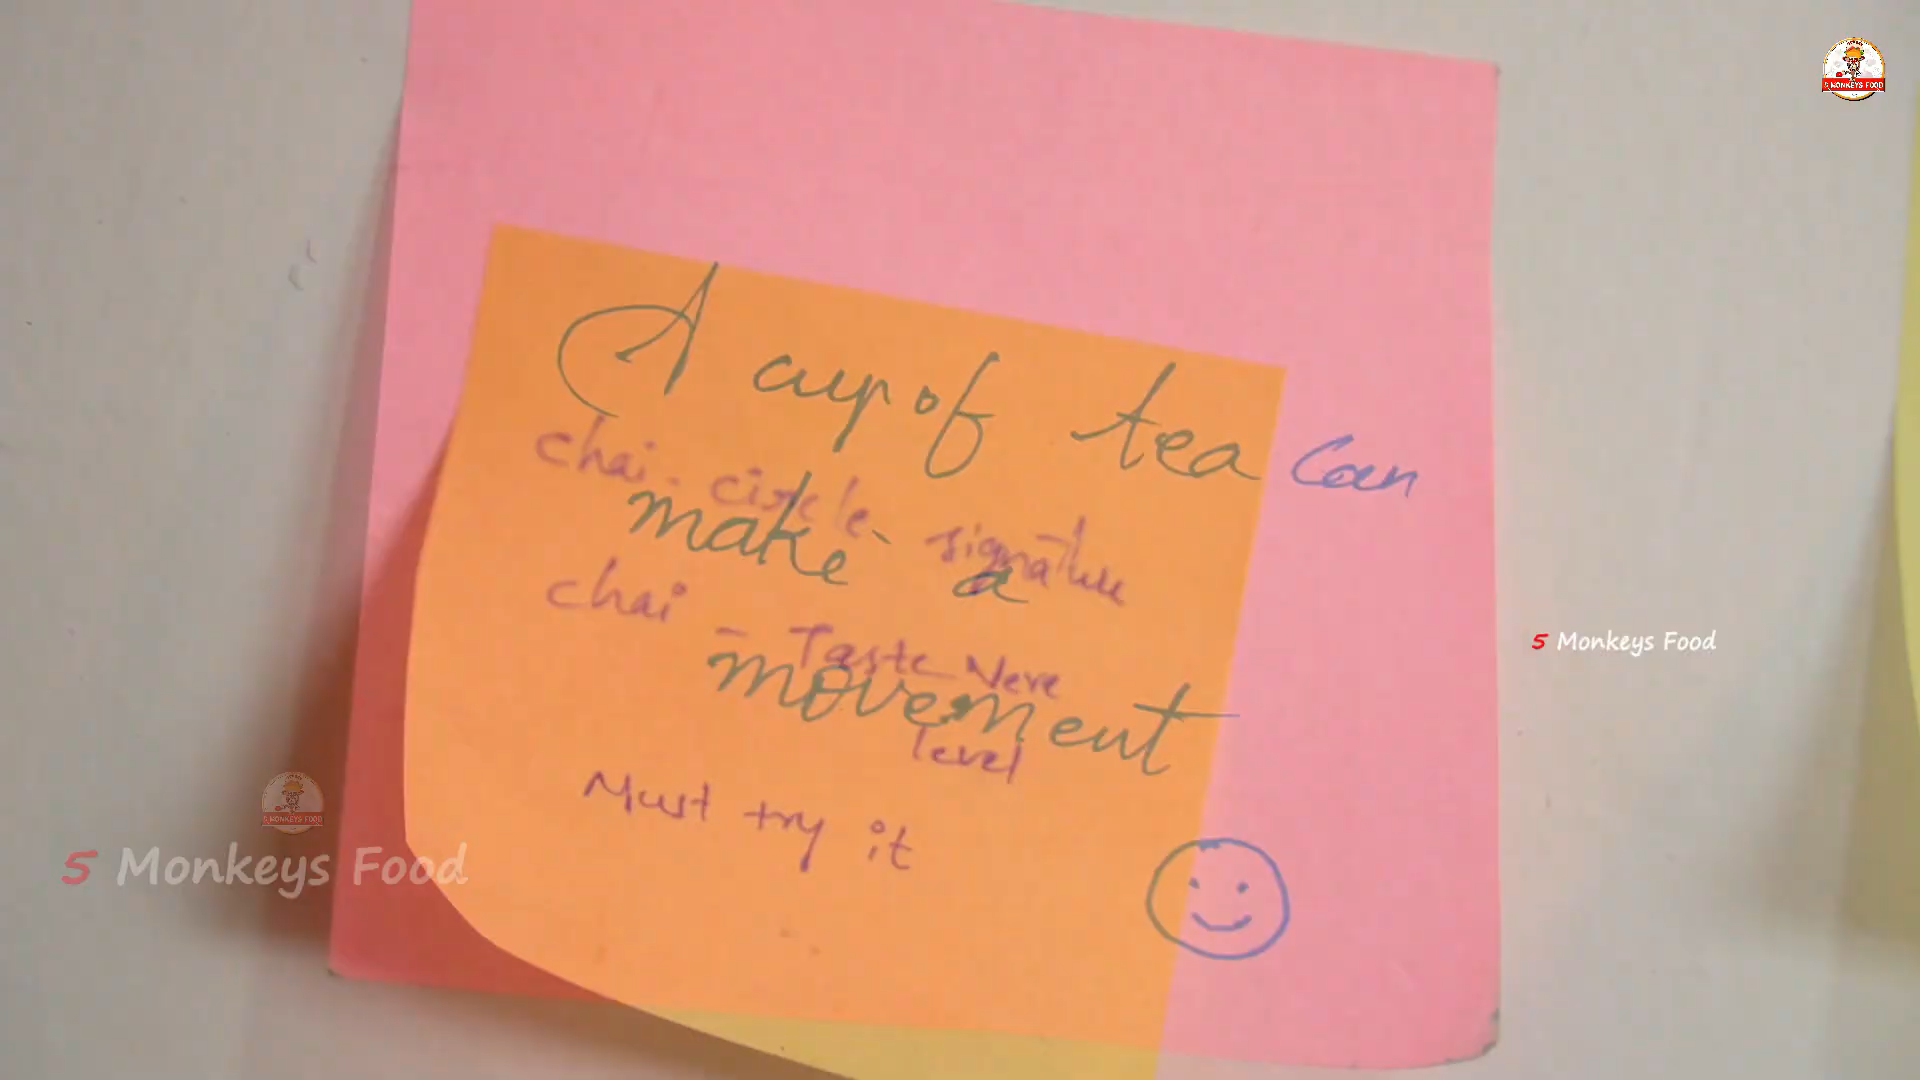 5 MONKEYS FOOD
A cup of tea can
make a
movement
chai-circle-signature
chai - Taste Nere
level
Must try it
5 Monkeys Food
5 MONKEYS FOOD
5 Monkeys Food